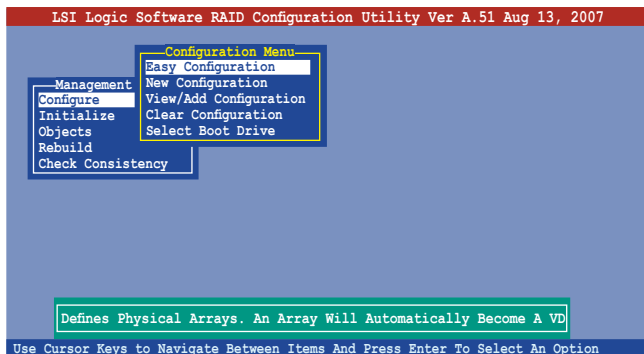 LSI Logic Software RAID Configuration Utility Ver A.51 Aug 13, 2007
Configuration Menu
Easy Configuration
New Configuration
View/Add Configuration
Clear Configuration
Select Boot Drive
Management
Configure
Initialize
Objects
Rebuild
Check Consistency
Defines Physical Arrays. An Array Will Automatically Become A VD
Use Cursor Keys to Navigate Between Items And Press Enter To Select An Option